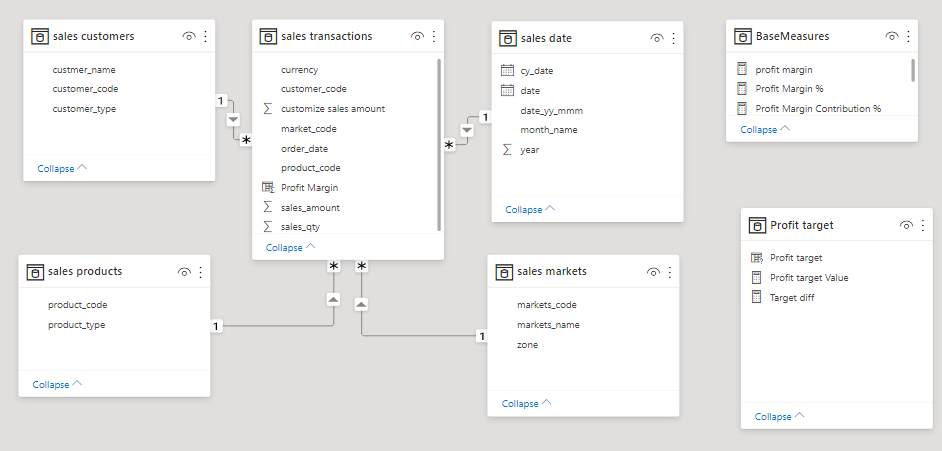 sales customers
custmer_name
customer_code
customer_type
Collapse
1
*
sales transactions
currency
customer_code
customize sales amount
market_code
order_date
product_code
Profit Margin
sales_amount
sales_qty
Collapse
*
1
sales date
cy_date
date
date_yy_mmm
month_name
year
Collapse
BaseMeasures
profit margin
Profit Margin %
Profit Margin Contribution %
Collapse
sales products
product_code
product_type
Collapse
1
*
*
1
sales markets
markets_code
markets_name
zone
Collapse
Profit target
Profit target
Profit target Value
Target diff
Collapse